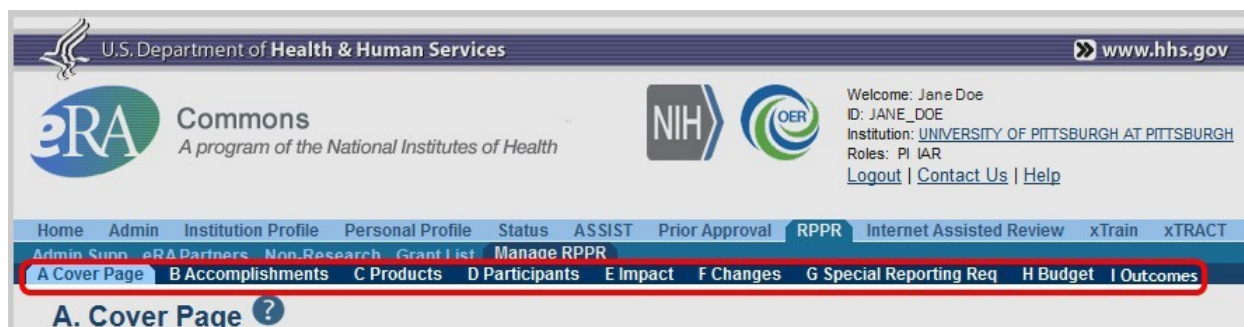 U.S. Department of Health & Human Services
www.hhs.gov
eRA
Commons
A program of the National Institutes of Health
NIH
OER
Welcome: Jane Doe
ID: JANE_DOE
Institution: UNIVERSITY OF PITTSBURGH AT PITTSBURGH
Roles: PI IAR
Logout | Contact Us | Help
Home Admin Institution Profile Personal Profile Status ASSIST Prior Approval RPPR Internet Assisted Review xTrain xTRACT
Admin Supp eRA Partners Non-Research Grant List Manage RPPR
A Cover Page B Accomplishments C Products D Participants E Impact F Changes G Special Reporting Req H Budget I Outcomes
A. Cover Page ?